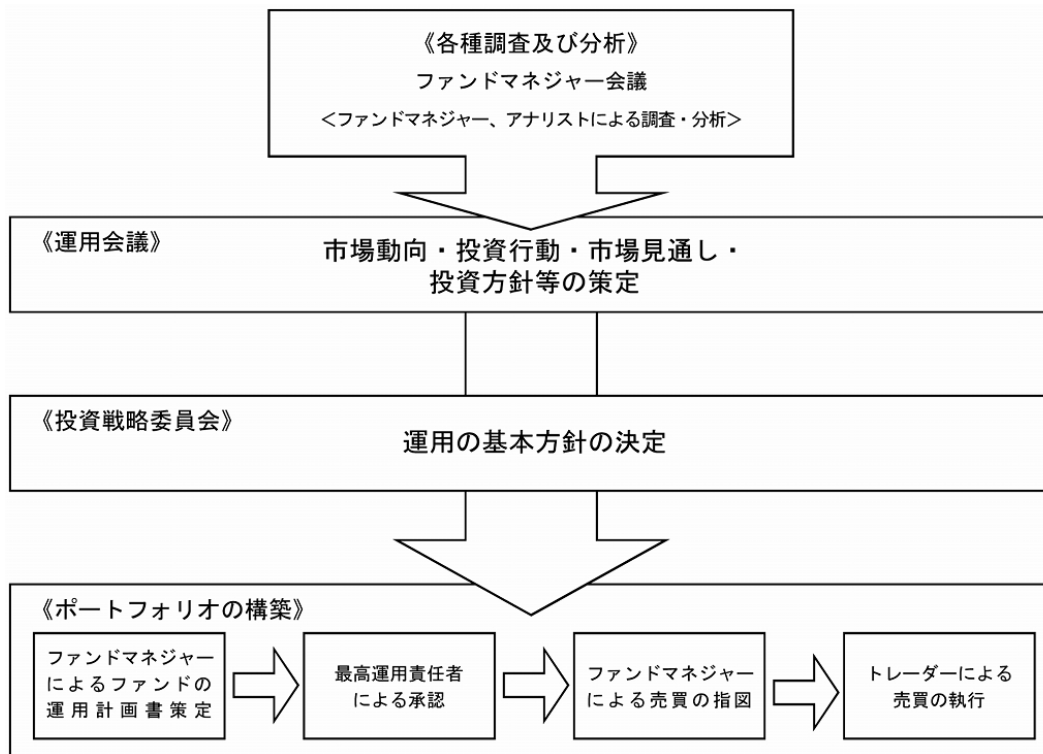 《各種調査及び分析》
ファンドマネジャー会議
＜ファンドマネジャー、アナリストによる調査・分析＞
《運用会議》
市場動向・投資行動・市場見通し・
投資方針等の策定
《投資戦略委員会》
運用の基本方針の決定
《ポートフォリオの構築》
ファンドマネジャー
によるファンドの
運用計画書策定
最高運用責任者
による承認
ファンドマネジャー
による売買の指図
トレーダーによる
売買の執行